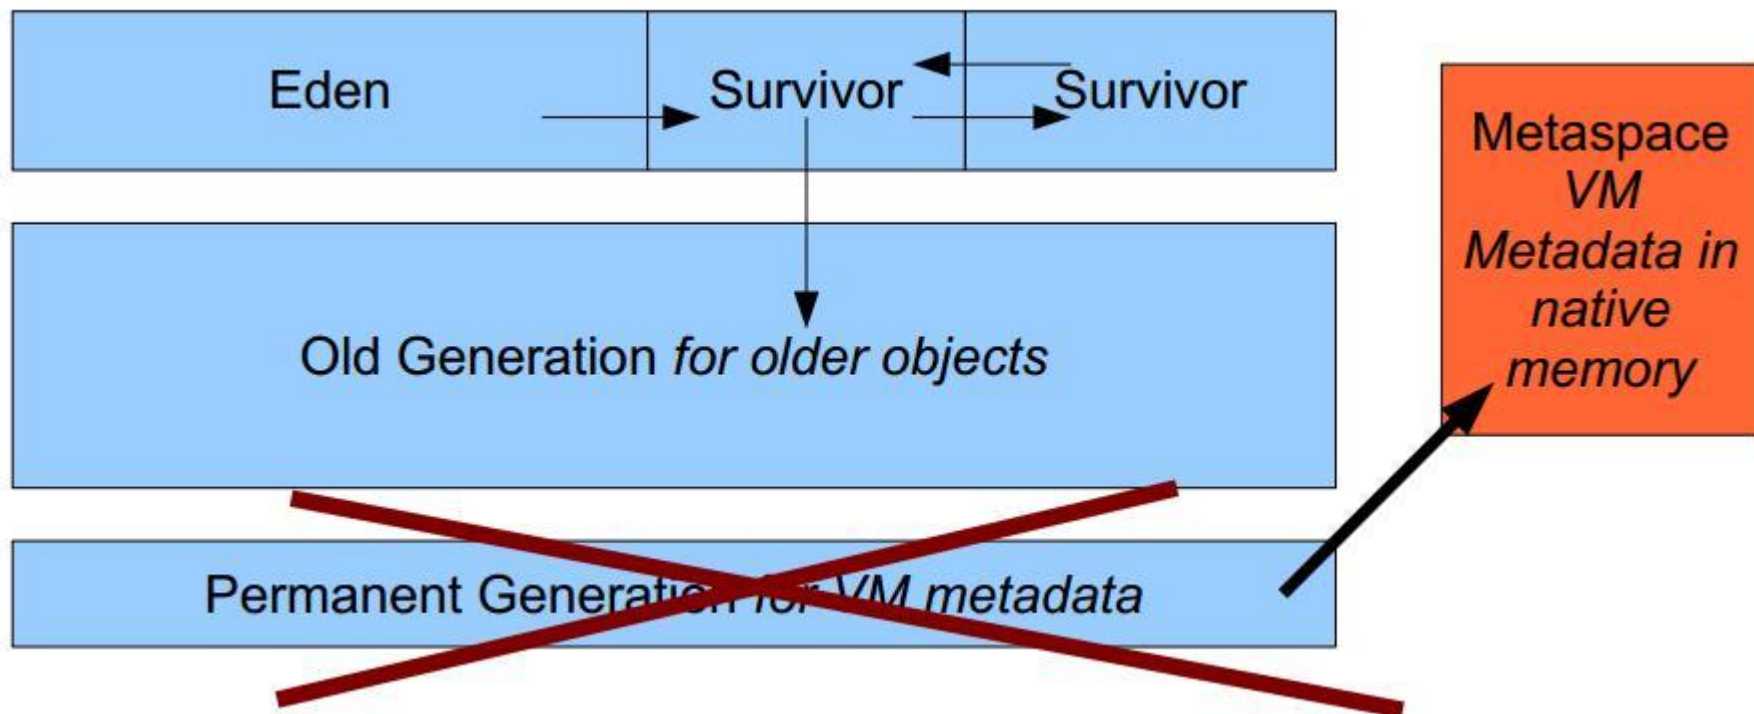 Eden
Survivor
Survivor
Old Generation for older objects
Permanent Generation for VM metadata
Metaspace
VM
Metadata in
native
memory